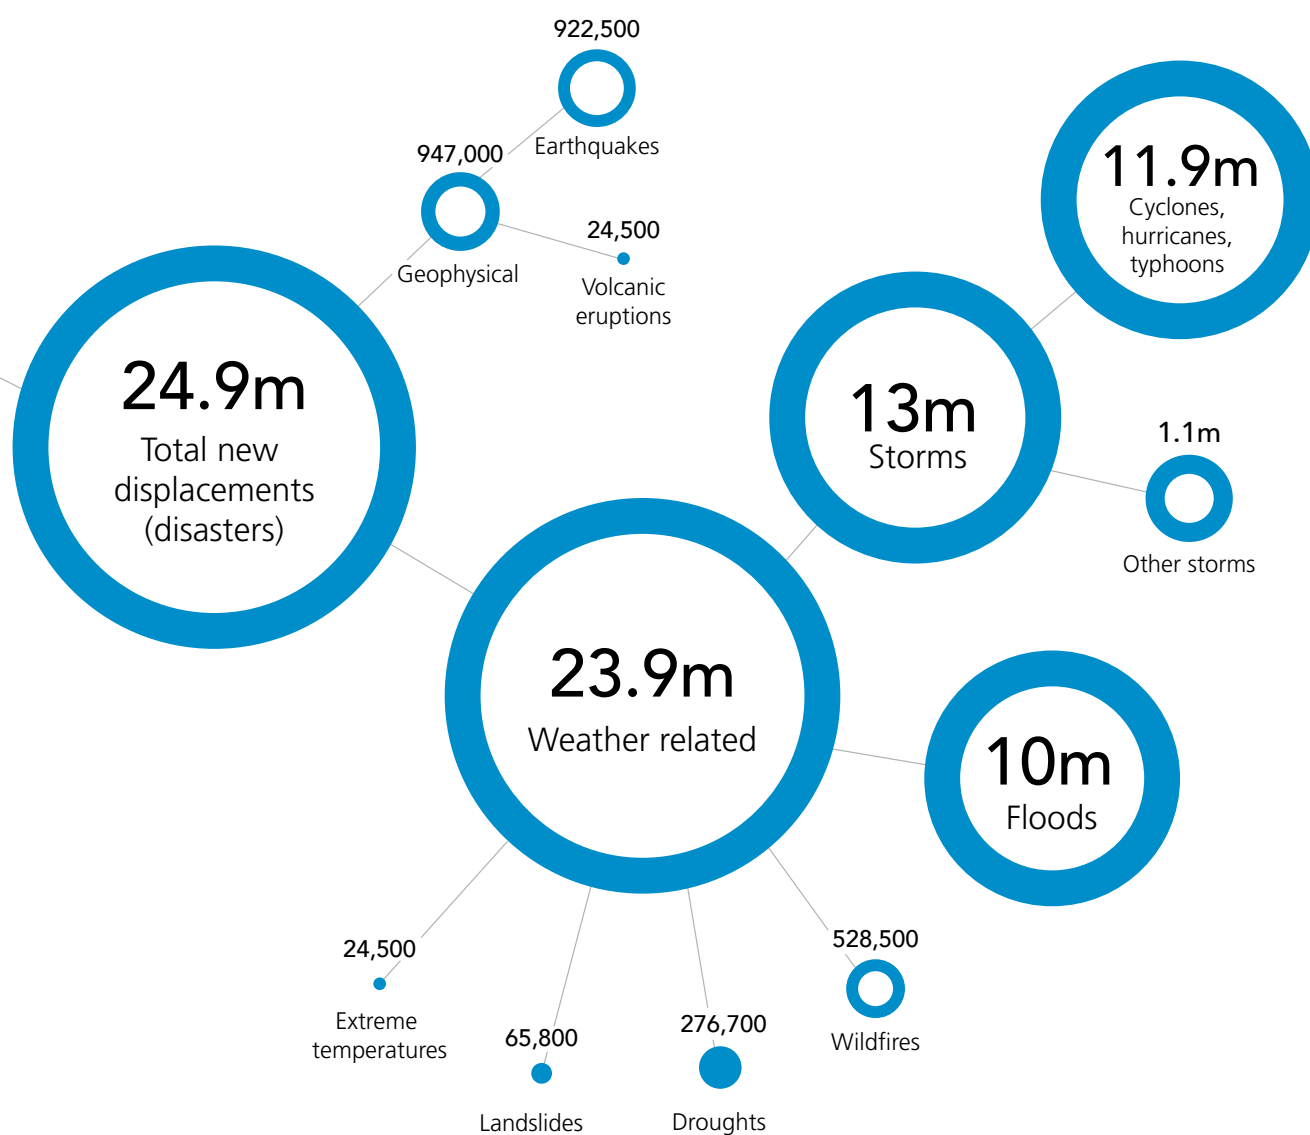 922,500
Earthquakes
947,000
Geophysical
24,500
Volcanic
eruptions
11.9m
Cyclones,
hurricanes,
typhoons
24.9m
Total new
displacements
(disasters)
13m
Storms
1.1m
Other storms
23.9m
Weather related
10m
Floods
24,500
Extreme
temperatures
65,800
Landslides
276,700
Droughts
528,500
Wildfires